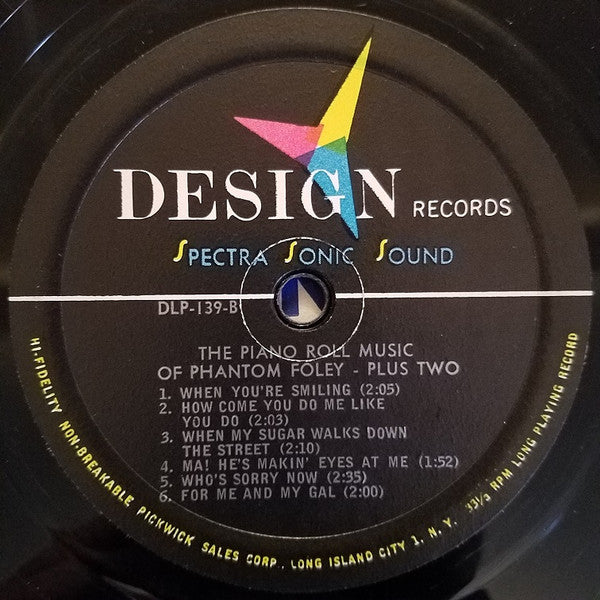 DESIGN RECORDS
SPECTRA SONIC SOUND
DLP-139-B
THE PIANO ROLL MUSIC
OF PHANTOM FOLEY - PLUS TWO
1. WHEN YOU'RE SMILING (2:05)
2. HOW COME YOU DO ME LIKE
YOU DO (2:03)
3. WHEN MY SUGAR WALKS DOWN
THE STREET (2:10)
4. MA! HE'S MAKIN' EYES AT ME (1:52)
5. WHO'S SORRY NOW (2:35)
6. FOR ME AND MY GAL (2:00)
HI-FIDELITY NON-BREAKABLE PICKWICK SALES CORP. LONG ISLAND CITY 1, N. Y. 33⅓ RPM LONG PLAYING RECORD